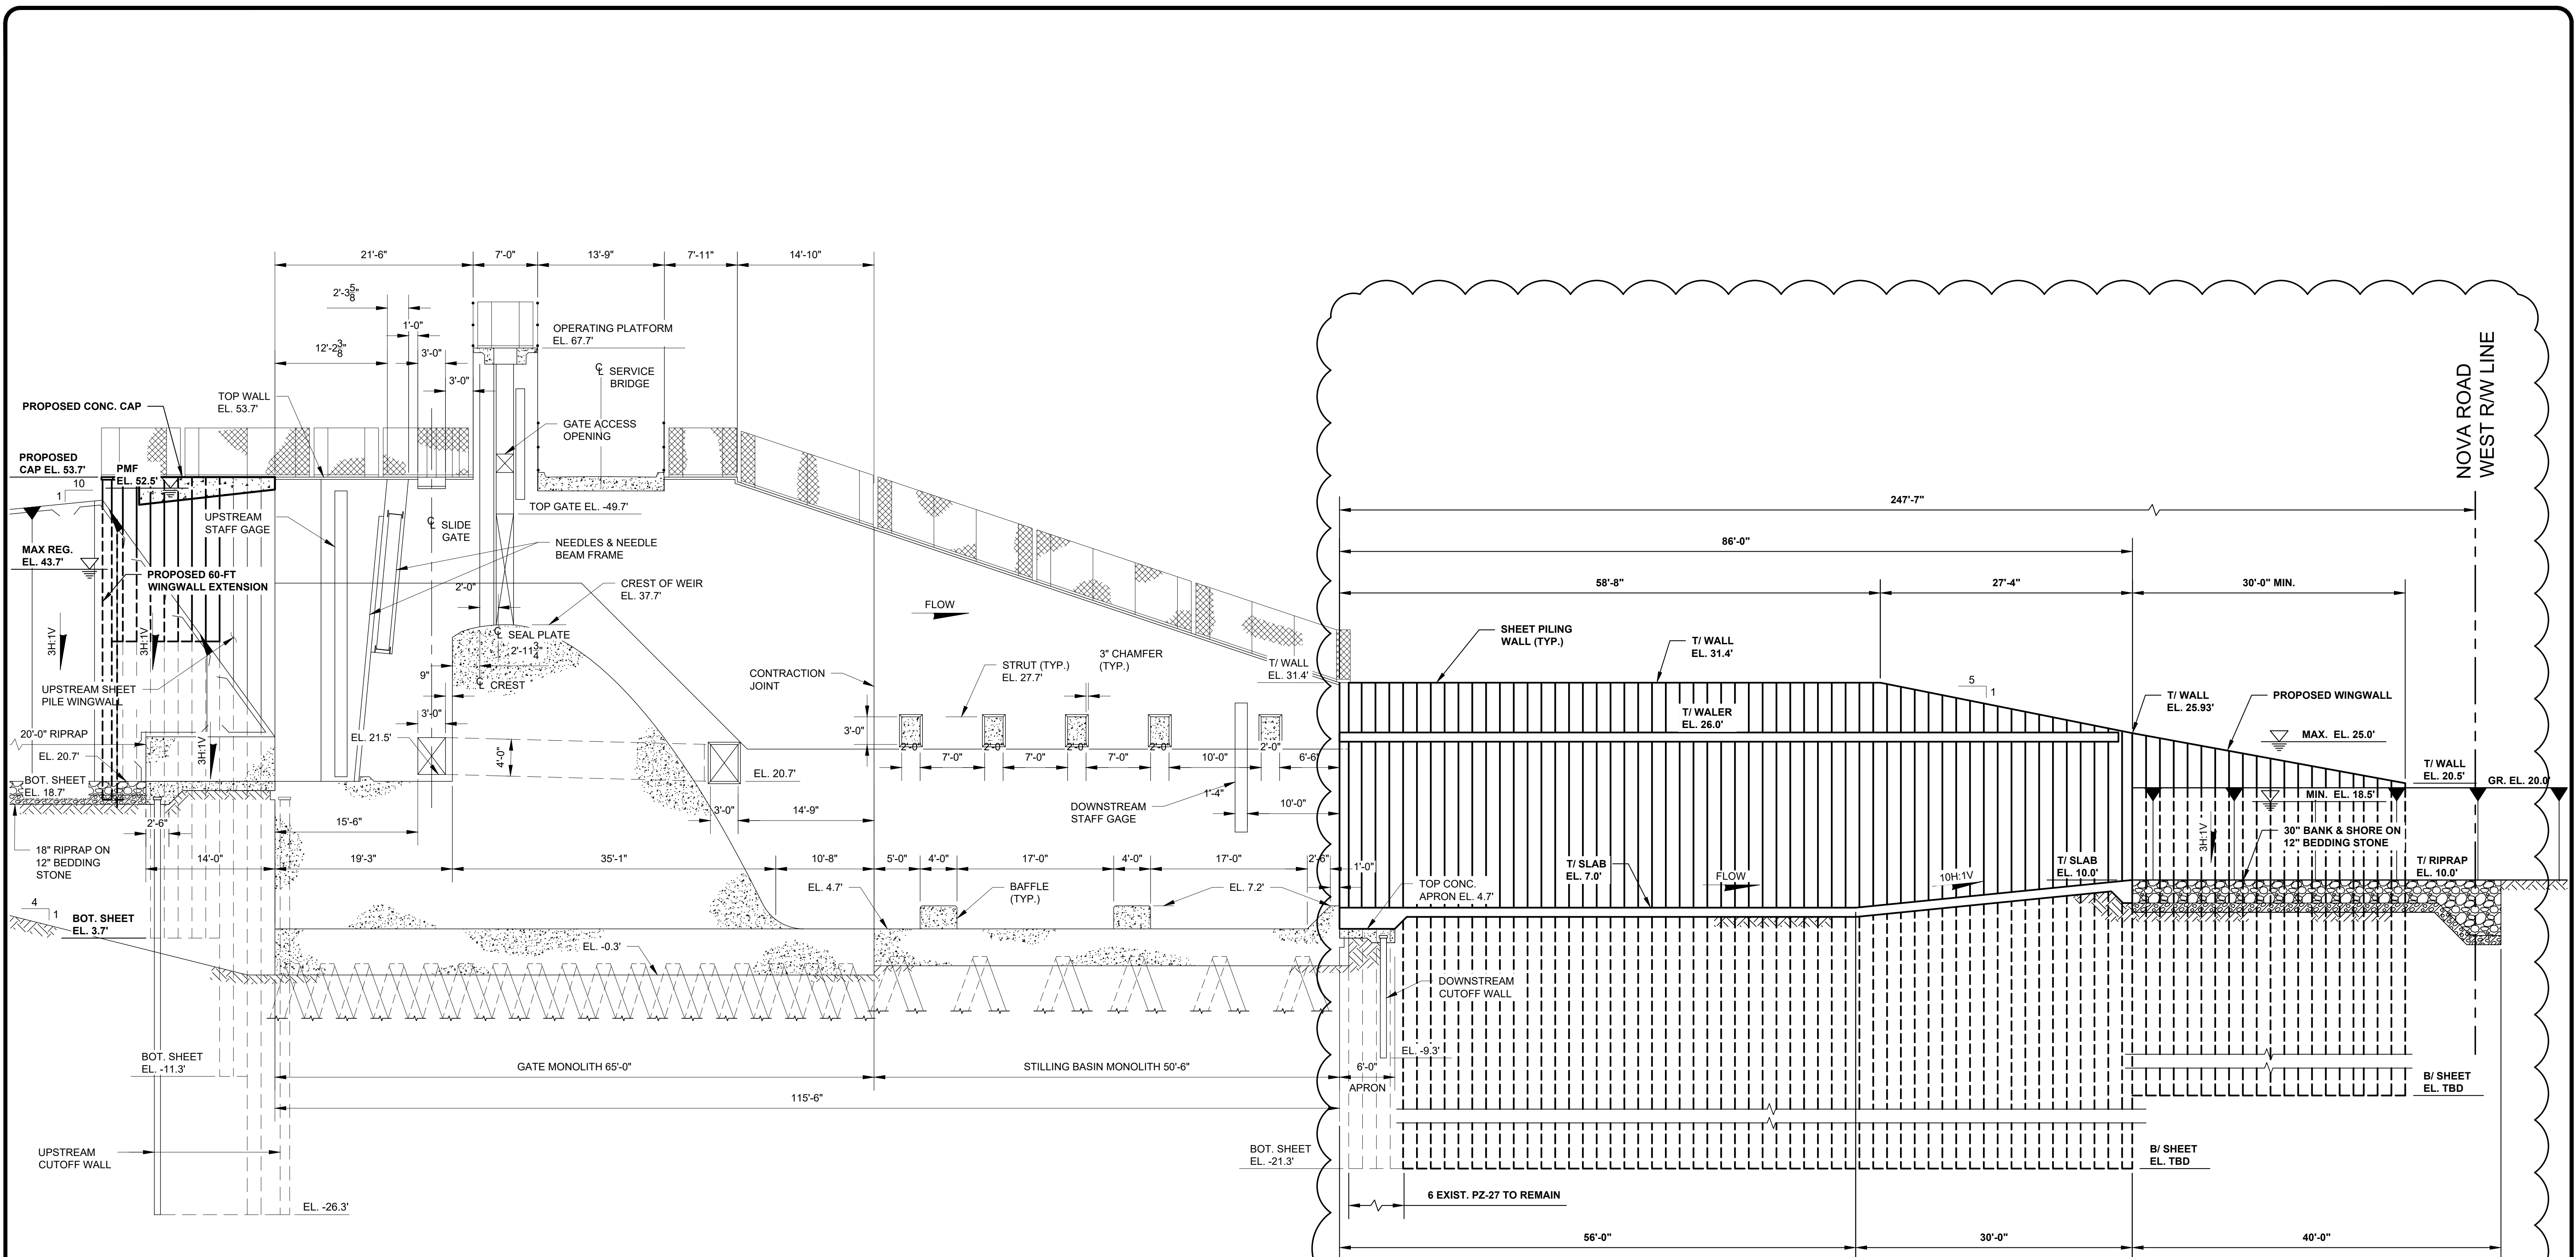 21'-6"
7'-0"
13'-9"
7'-11"
14'-10"
2'-3 5/8"
1'-0"
12'-2 3/8"
3'-0"
3'-0"
OPERATING PLATFORM
EL. 67.7'
℄ SERVICE
BRIDGE
PROPOSED CONC. CAP
TOP WALL
EL. 53.7'
GATE ACCESS
OPENING
PROPOSED
CAP EL. 53.7'
PMF
EL. 52.5'
10
1
UPSTREAM
STAFF GAGE
℄ SLIDE
GATE
TOP GATE EL. -49.7'
NEEDLES & NEEDLE
BEAM FRAME
MAX REG.
EL. 43.7'
PROPOSED 60-FT
WINGWALL EXTENSION
2'-0"
CREST OF WEIR
EL. 37.7'
FLOW
3H:1V
3H:1V
℄ SEAL PLATE
2'-11 3/4"
9"
℄ CREST
UPSTREAM SHEET
PILE WINGWALL
CONTRACTION
JOINT
STRUT (TYP.)
EL. 27.7'
3" CHAMFER
(TYP.)
T/ WALL
EL. 31.4'
3'-0"
20'-0" RIPRAP
EL. 21.5'
4'-0"
3H:1V
EL. 20.7'
EL. 20.7'
BOT. SHEET
EL. 18.7'
3'-0"
2'-0"
2'-0"
2'-0"
2'-0"
2'-0"
7'-0"
7'-0"
7'-0"
10'-0"
6'-6"
3'-0"
14'-9"
DOWNSTREAM
STAFF GAGE
1'-4"
10'-0"
2'-6"
15'-6"
18" RIPRAP ON
12" BEDDING
STONE
14'-0"
19'-3"
35'-1"
10'-8"
5'-0"
4'-0"
17'-0"
4'-0"
17'-0"
2'-6"
1'-0"
EL. 4.7'
BAFFLE
(TYP.)
EL. 7.2'
4
1
BOT. SHEET
EL. 3.7'
EL. -0.3'
BOT. SHEET
EL. -11.3'
GATE MONOLITH 65'-0"
STILLING BASIN MONOLITH 50'-6"
115'-6"
UPSTREAM
CUTOFF WALL
EL. -26.3'
NOVA ROAD
WEST R/W LINE
247'-7"
86'-0"
58'-8"
27'-4"
30'-0" MIN.
SHEET PILING
WALL (TYP.)
T/ WALL
EL. 31.4'
5
1
T/ WALL
EL. 25.93'
PROPOSED WINGWALL
T/ WALER
EL. 26.0'
MAX. EL. 25.0'
T/ WALL
EL. 20.5'
GR. EL. 20.0'
MIN. EL. 18.5'
3H:1V
30" BANK & SHORE ON
12" BEDDING STONE
T/ SLAB
EL. 7.0'
FLOW
10H:1V
T/ SLAB
EL. 10.0'
T/ RIPRAP
EL. 10.0'
TOP CONC.
APRON EL. 4.7'
DOWNSTREAM
CUTOFF WALL
EL. -9.3'
6'-0"
APRON
B/ SHEET
EL. TBD
BOT. SHEET
EL. -21.3'
B/ SHEET
EL. TBD
6 EXIST. PZ-27 TO REMAIN
56'-0"
30'-0"
40'-0"